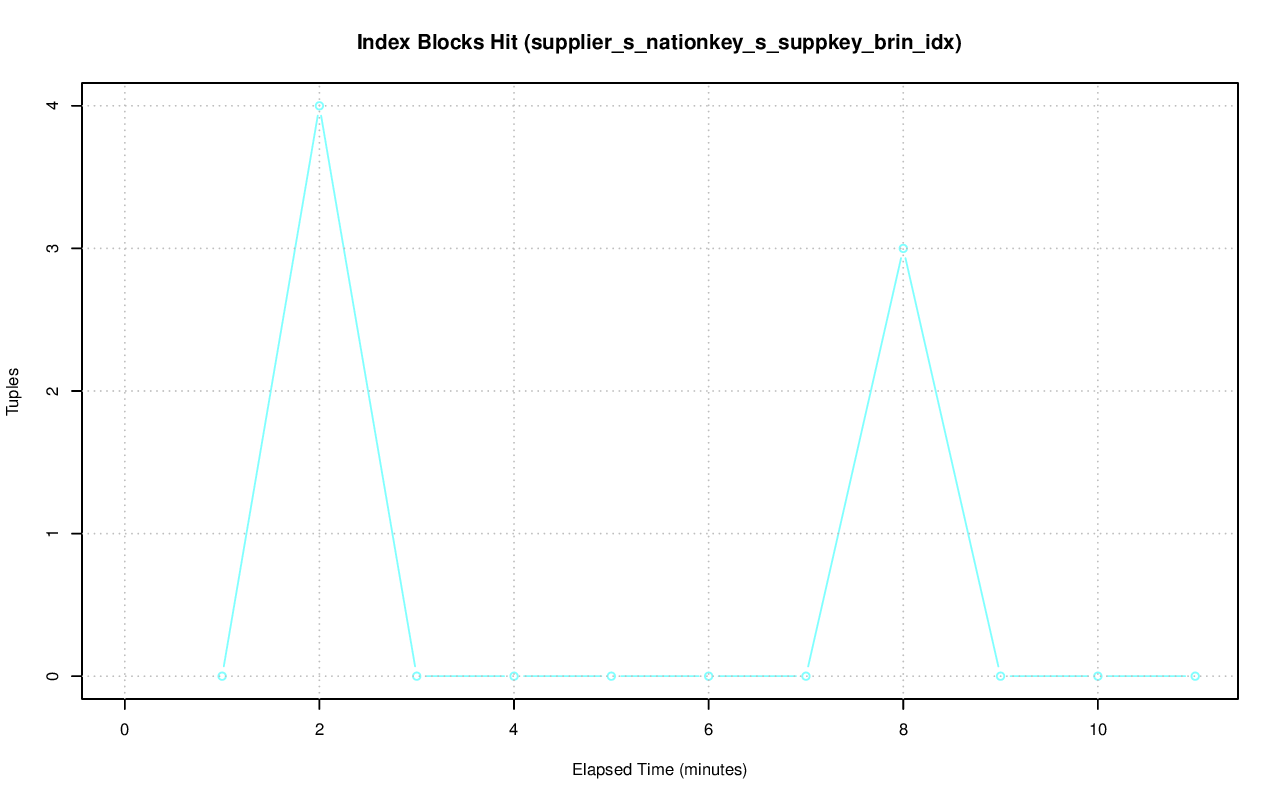 Index Blocks Hit (supplier_s_nationkey_s_suppkey_brin_idx)
4
3
2
1
0
Tuples
0 2 4 6 8 10
Elapsed Time (minutes)